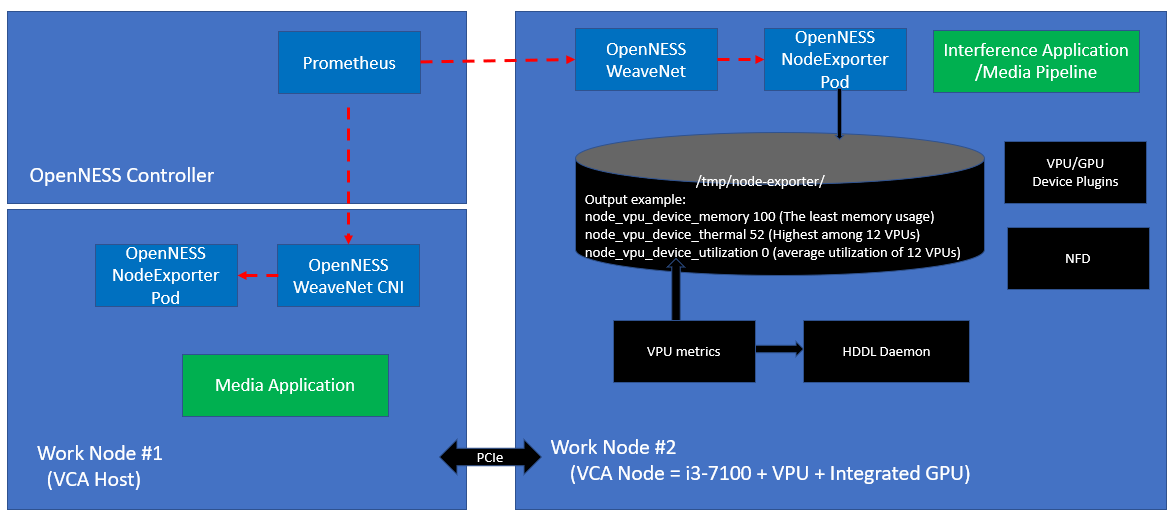 Prometheus
OpenNESS Controller
OpenNESS
WeaveNet
OpenNESS
NodeExporter
Pod
Interference Application
/Media Pipeline
/tmp/node-exporter/
Output example:
node_vpu_device_memory 100 (The least memory usage)
node_vpu_device_thermal 52 (Highest among 12 VPUs)
node_vpu_device_utilization 0 (average utilization of 12 VPUs)
VPU/GPU
Device Plugins
NFD
VPU metrics
HDDL Daemon
OpenNESS
NodeExporter
Pod
OpenNESS
WeaveNet CNI
Media Application
Work Node #1
(VCA Host)
PCIe
Work Node #2
(VCA Node = i3-7100 + VPU + Integrated GPU)